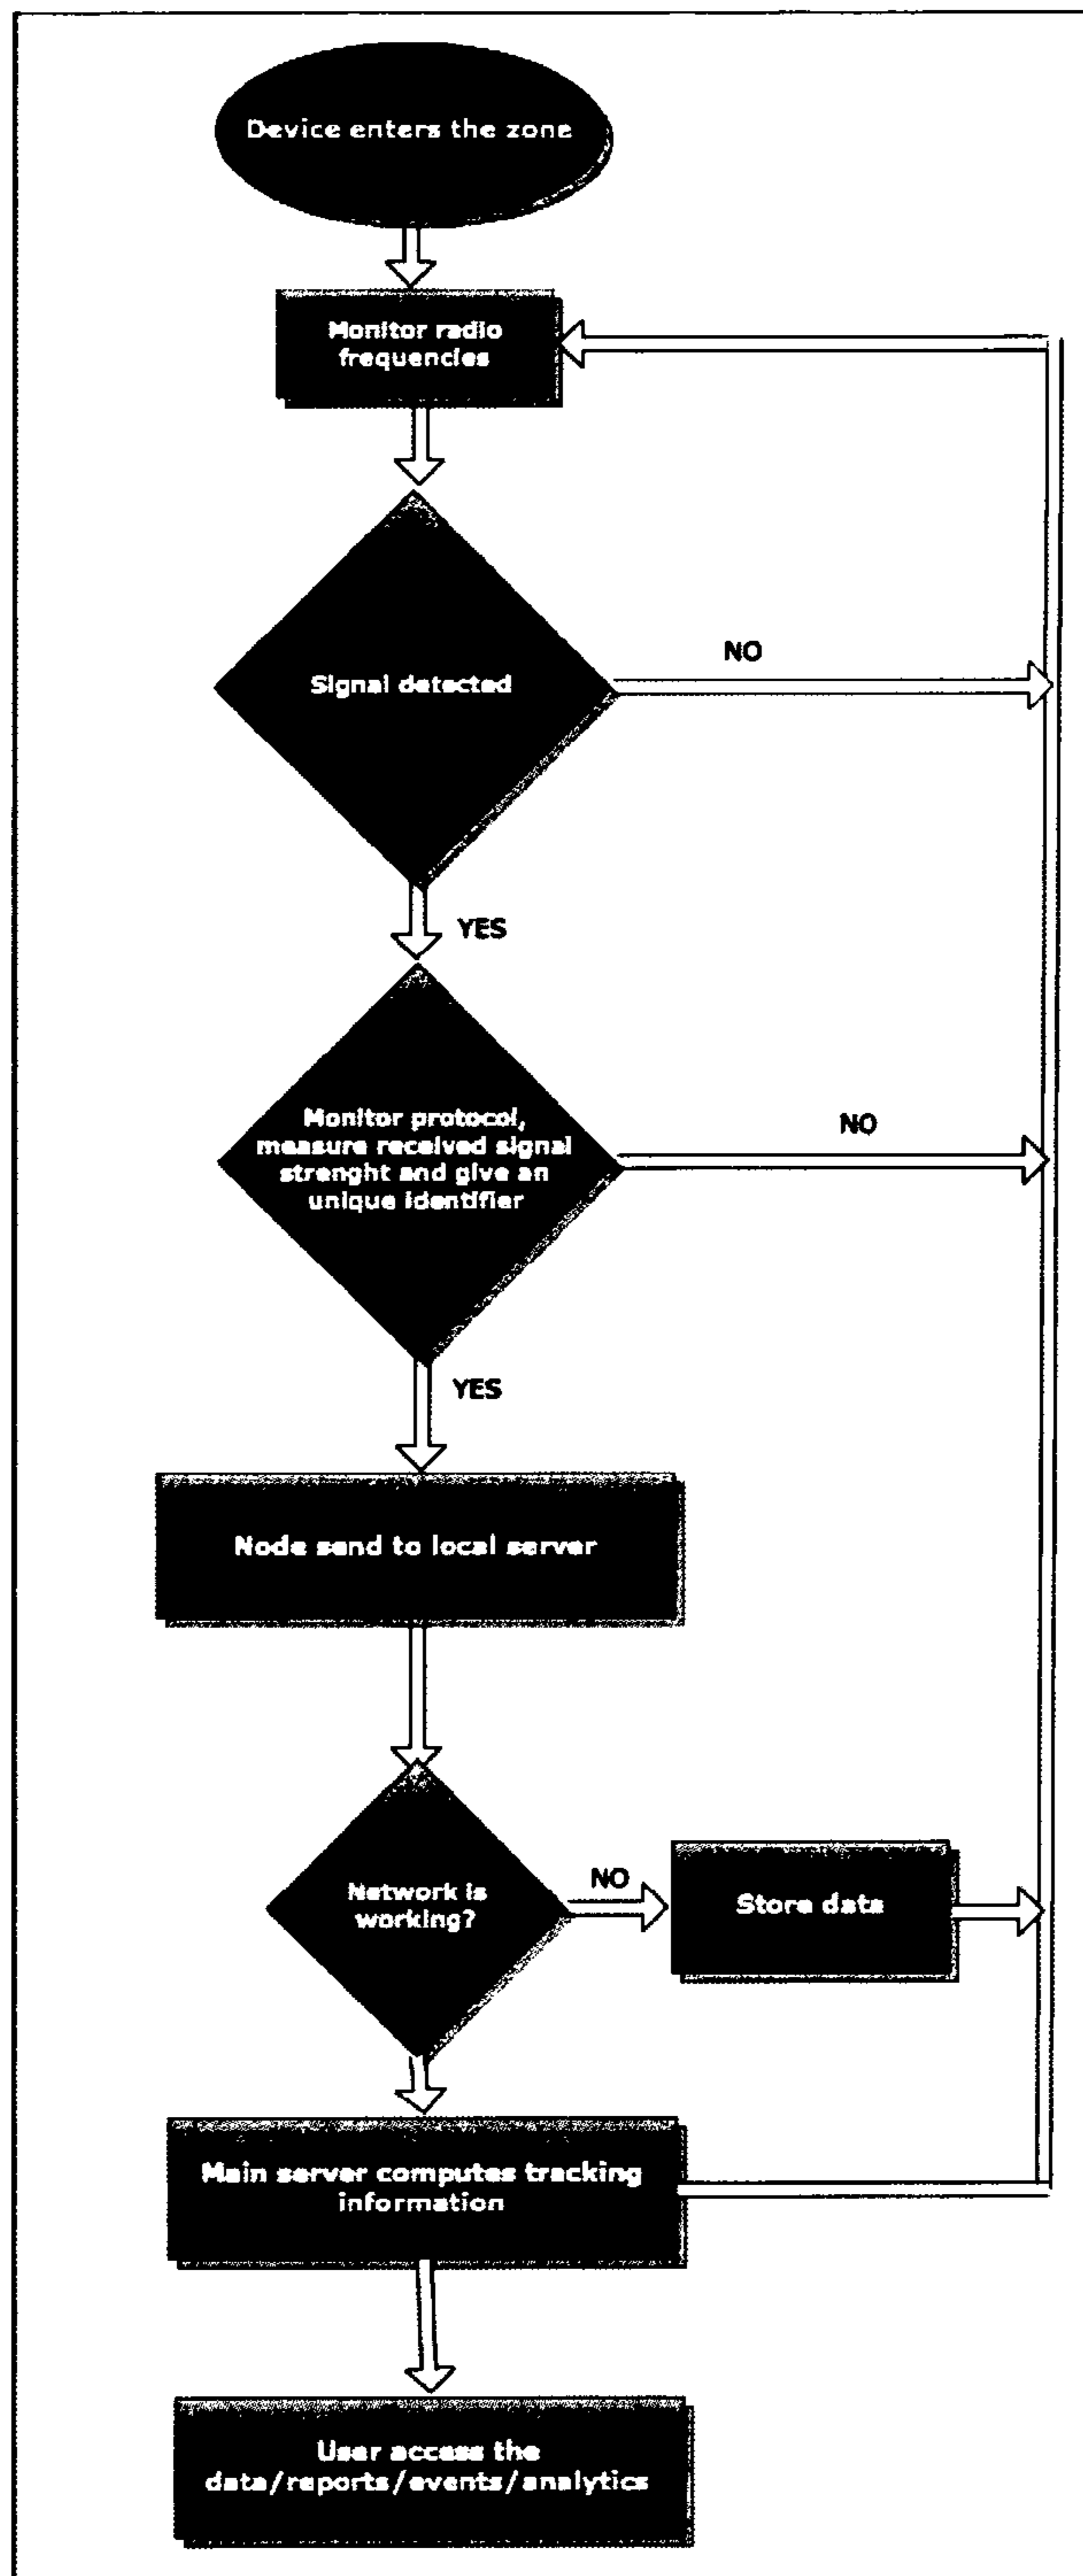 Device enters the zone
Monitor radio
frequencies
Signal detected
NO
YES
Monitor protocol,
measure received signal
strenght and give an
unique identifier
NO
YES
Node send to local server
Network is
working?
NO
Store data
Main server computes tracking
information
User access the
data/reports/events/analytics